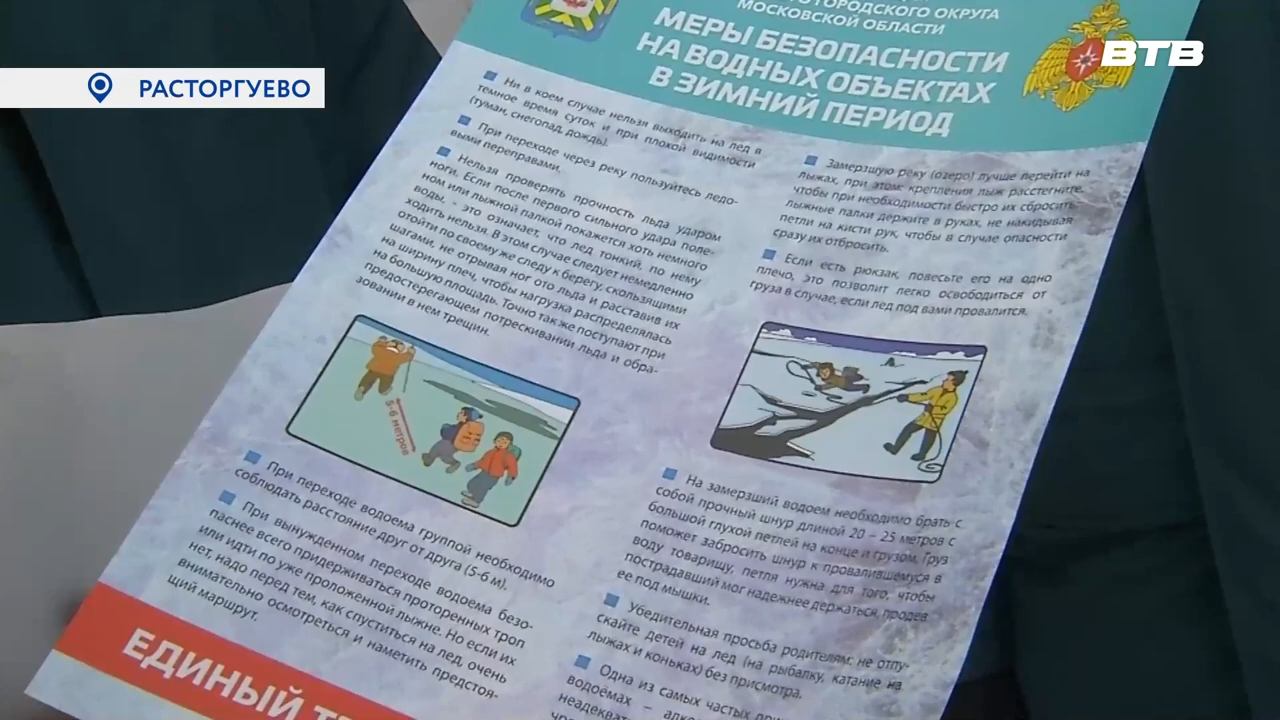 РАСТОРГУЕВО
ВТВ
ГОРОДСКОГО ОКРУГА
МОСКОВСКОЙ ОБЛАСТИ
МЕРЫ БЕЗОПАСНОСТИ
НА ВОДНЫХ ОБЪЕКТАХ
В ЗИМНИЙ ПЕРИОД
Ни в коем случае нельзя выходить на лед в
темное время суток и при плохой видимости
(туман, снегопад, дождь).
При переходе через реку пользуйтесь ледо-
выми переправами.
Нельзя проверять прочность льда ударом
ноги. Если после первого сильного удара поле-
ном или лыжной палкой покажется хоть немного
воды, - это означает, что лед тонкий, по нему
ходить нельзя. В этом случае следует немедленно
отойти по своему же следу к берегу, скользящими
шагами, не отрывая ног ото льда и расставив их
на ширину плеч, чтобы нагрузка распределялась
на большую площадь. Точно так же поступают при
предостерегающем потрескивании льда и обра-
зовании в нем трещин.
5-6 метров
При переходе водоема группой необходимо
соблюдать расстояние друг от друга (5-6 м).
При вынужденном переходе водоема безо-
паснее всего придерживаться проторенных троп
или идти по уже проложенной лыжне. Но если их
нет, надо перед тем, как спуститься на лед, очень
внимательно осмотреться и наметить предстоя-
щий маршрут.
Замерзшую реку (озеро) лучше перейти на
лыжах, при этом: крепления лыж расстегните,
чтобы при необходимости быстро их сбросить;
лыжные палки держите в руках, не накидывая
петли на кисти рук, чтобы в случае опасности
сразу их отбросить.
Если есть рюкзак, повесьте его на одно
плечо, это позволит легко освободиться от
груза в случае, если лед под вами провалится.
На замерзший водоем необходимо брать с
собой прочный шнур длиной 20 – 25 метров с
большой глухой петлей на конце и грузом. Груз
поможет забросить шнур к провалившемуся в
воду товарищу, петля нужна для того, чтобы
пострадавший мог надежнее держаться, продев
ее под мышки.
Убедительная просьба родителям: не отпу-
скайте детей на лед (на рыбалку, катание на
лыжах и коньках) без присмотра.
Одна из самых частых
водоёмах –
ЕДИНЫЙ